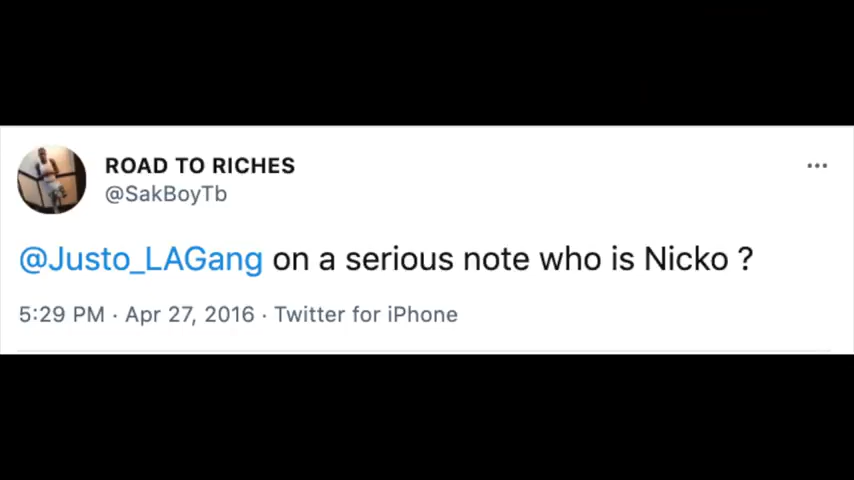 ROAD TO RICHES
@SakBoyTb
@Justo_LAGang on a serious note who is Nicko ?
5:29 PM · Apr 27, 2016 · Twitter for iPhone